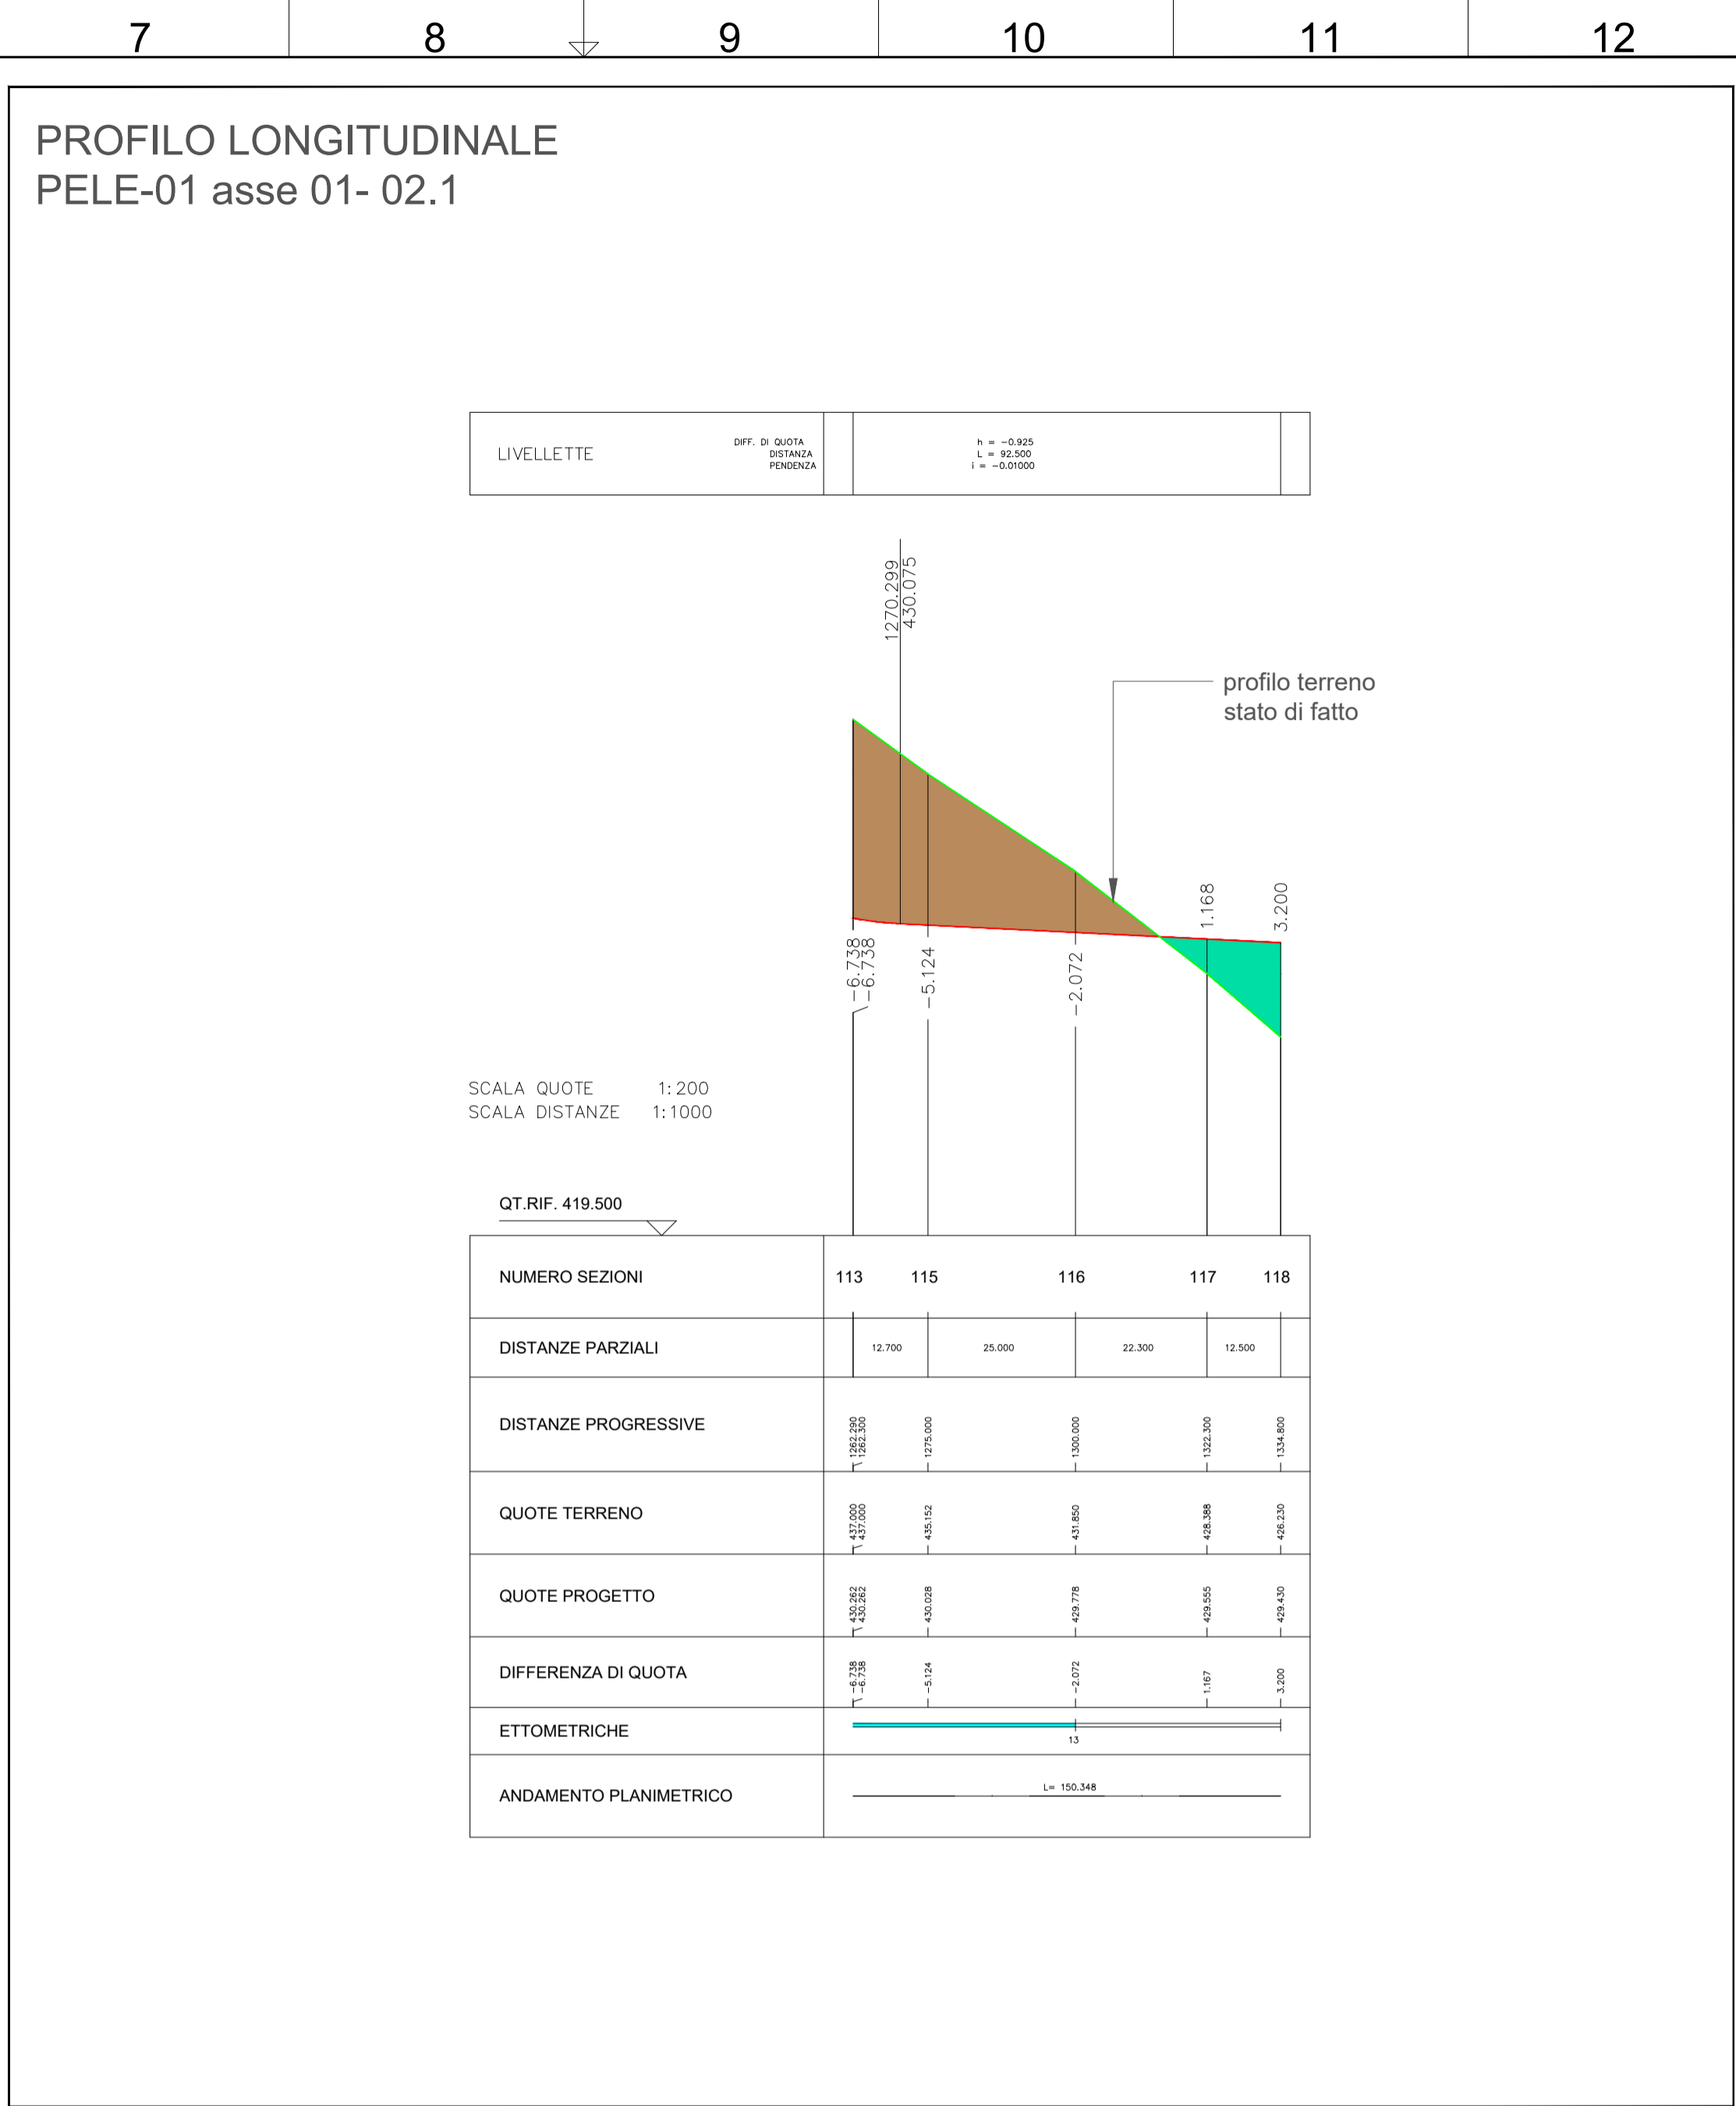 7 8 9 10 11 12
PROFILO LONGITUDINALE
PELE-01 asse 01- 02.1
LIVELLETTE
DIFF. DI QUOTA
DISTANZA
PENDENZA
h = -0.925
L = 92.500
i = -0.01000
1270.299
430.075
profilo terreno
stato di fatto
-6.738
-6.738
-5.124
-2.072
1.168
3.200
SCALA QUOTE 1:200
SCALA DISTANZE 1:1000
QT.RIF. 419.500
NUMERO SEZIONI 113 115 116 117 118
DISTANZE PARZIALI 12.700 25.000 22.300 12.500
DISTANZE PROGRESSIVE 1262.290 1262.300 1275.000 1300.000 1322.300 1334.800
QUOTE TERRENO 437.000 437.000 435.152 431.850 428.388 426.230
QUOTE PROGETTO 430.262 430.262 430.028 429.778 429.555 429.430
DIFFERENZA DI QUOTA -6.738 -6.738 -5.124 -2.072 1.167 3.200
ETTOMETRICHE 13
ANDAMENTO PLANIMETRICO L= 150.348